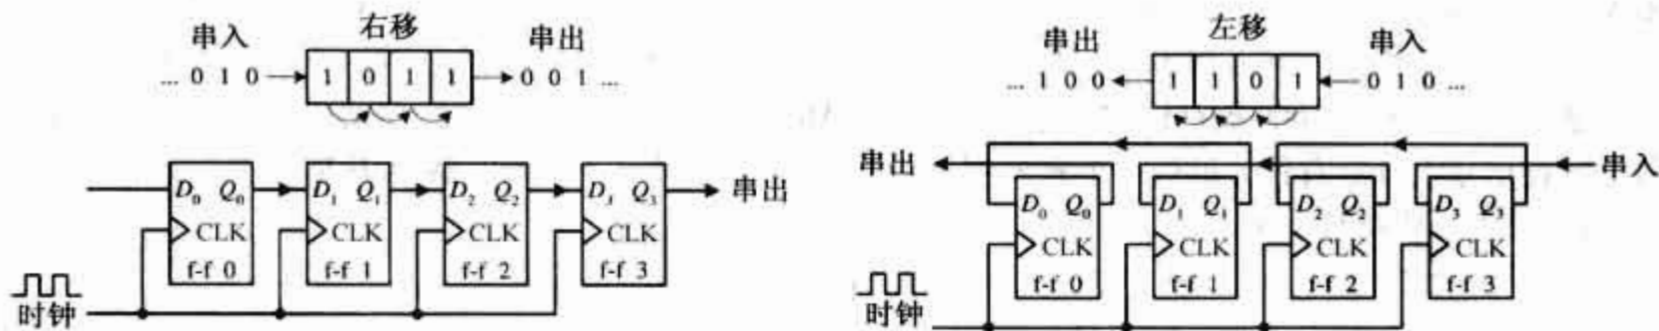 右移
串入 串出
... 0 1 0 1 0 1 1 0 0 1 ...
D₀ Q₀ D₁ Q₁ D₂ Q₂ D₃ Q₃ 串出
CLK CLK CLK CLK
f-f 0 f-f 1 f-f 2 f-f 3
时钟
左移
串出 串入
... 1 0 0 1 1 0 1 0 1 0 ...
串出 串入
D₀ Q₀ D₁ Q₁ D₂ Q₂ D₃ Q₃
CLK CLK CLK CLK
f-f 0 f-f 1 f-f 2 f-f 3
时钟